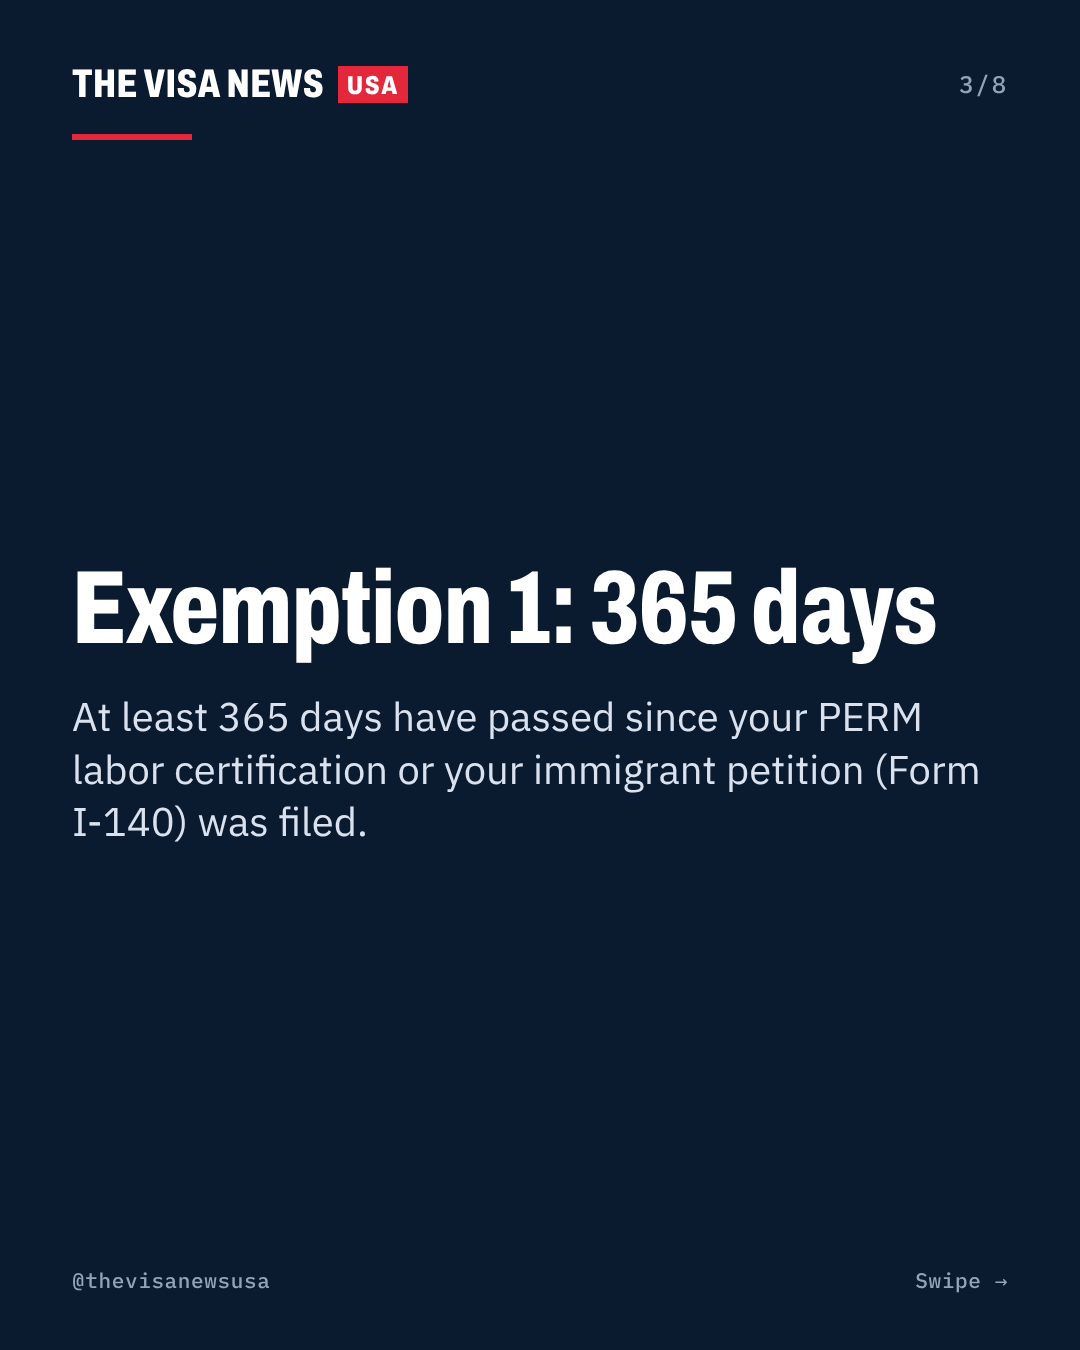 THE VISA NEWS USA
3/8
Exemption 1: 365 days
At least 365 days have passed since your PERM
labor certification or your immigrant petition (Form
I-140) was filed.
@thevisanewsusa
Swipe →